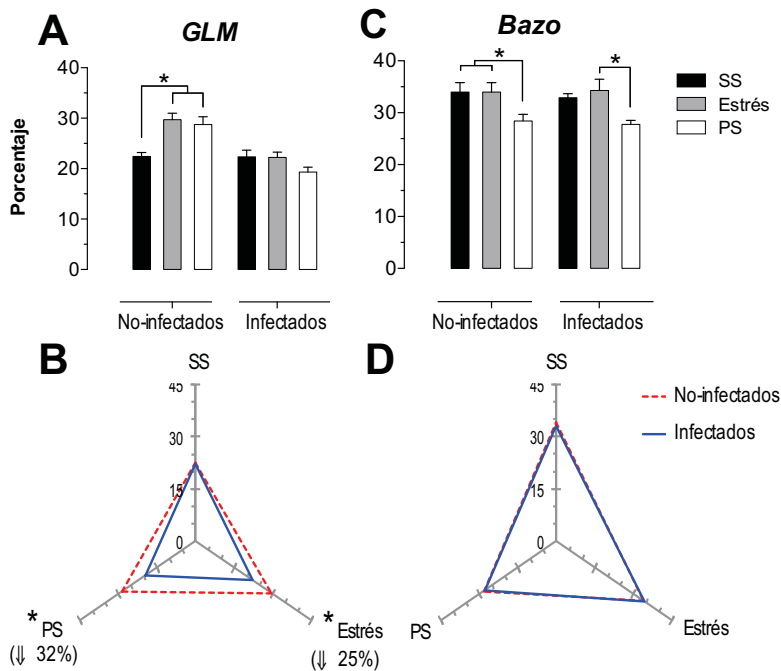 A
GLM
C
Bazo
*
*
*
SS
Estrés
PS
Porcentaje
40
30
20
10
0
40
30
20
10
0
No-infectados
Infectados
No-infectados
Infectados
B
SS
45
30
15
0
* PS
(⇓ 32%)
* Estrés
(⇓ 25%)
D
SS
45
30
15
0
PS
Estrés
No-infectados
Infectados